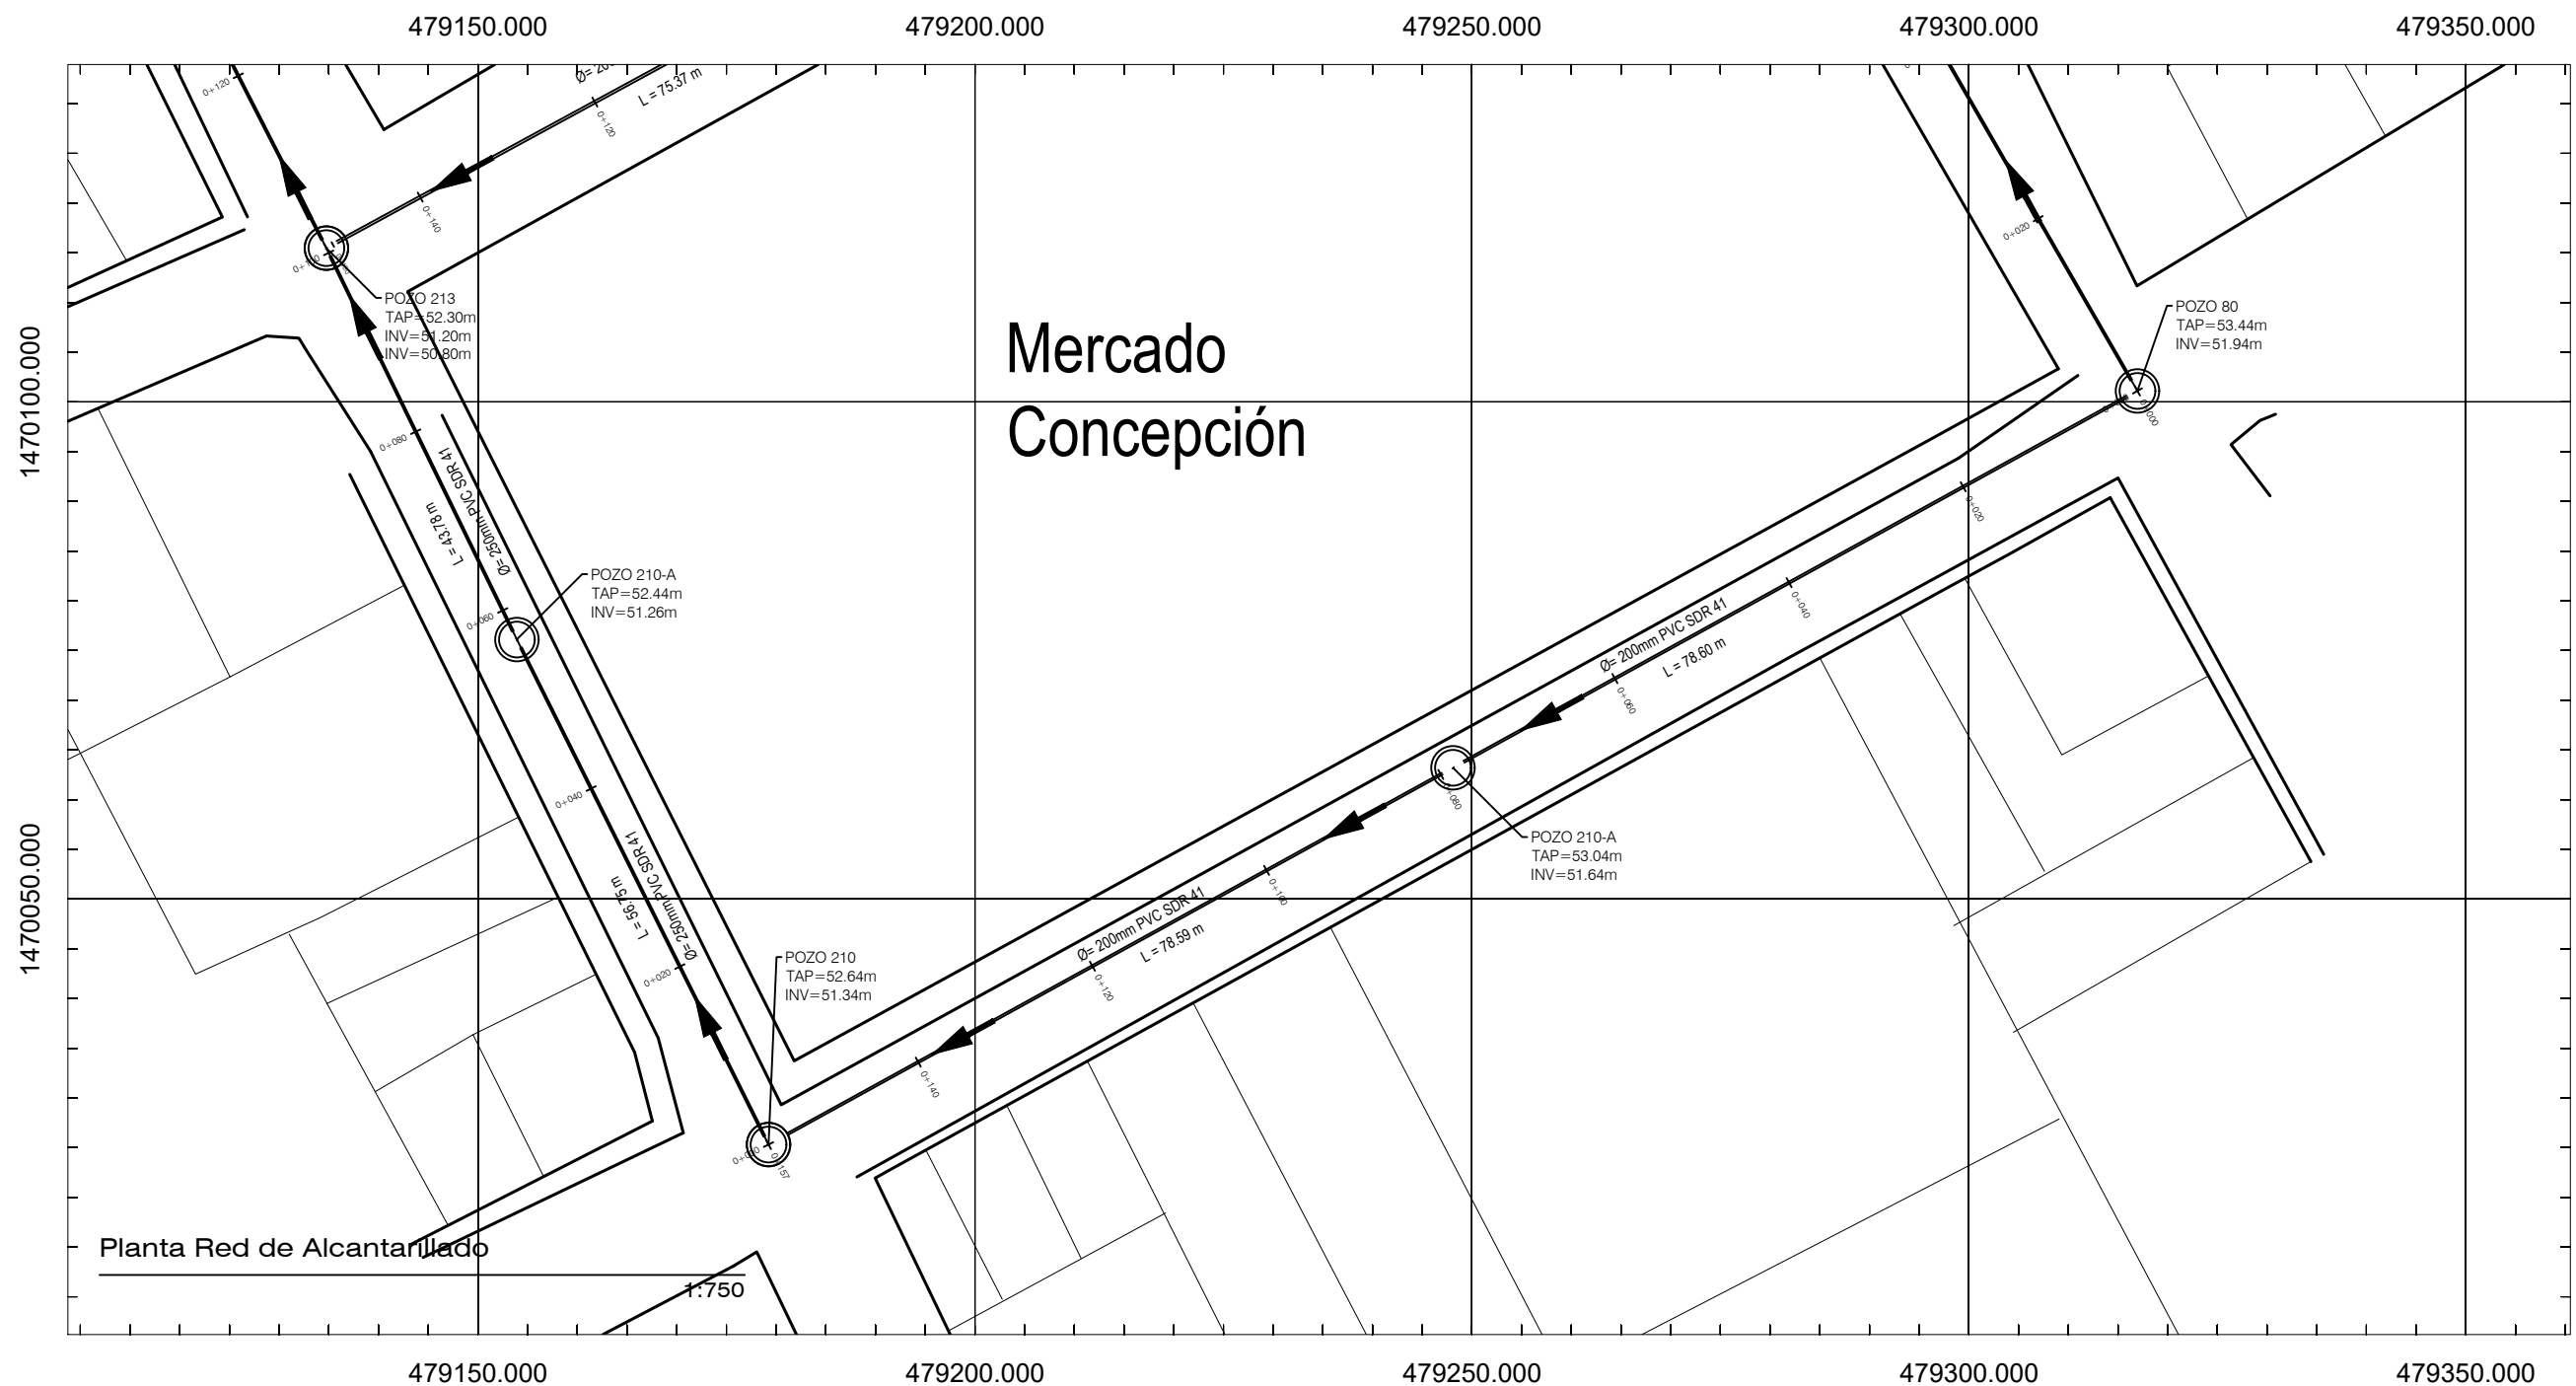 479150.000
479200.000
479250.000
479300.000
479350.000
0+120
L = 75.37 m
0+120
0+140
POZO 213
TAP=52.30m
INV=51.20m
INV=50.80m
1470100.000
Mercado
Concepción
0+020
POZO 80
TAP=53.44m
INV=51.94m
0+080
Ø= 250mm PVC SDR 41
L = 43.78 m
0+020
0+060
POZO 210-A
TAP=52.44m
INV=51.26m
0+040
Ø= 200mm PVC SDR 41
L = 78.60 m
0+060
0+040
POZO 210-A
TAP=53.04m
INV=51.64m
1470050.000
Ø= 250mm PVC SDR 41
L = 56.75 m
0+100
Ø= 200mm PVC SDR 41
L = 78.59 m
0+020
0+120
POZO 210
TAP=52.64m
INV=51.34m
0+140
Planta Red de Alcantarillado
1:750
479150.000
479200.000
479250.000
479300.000
479350.000